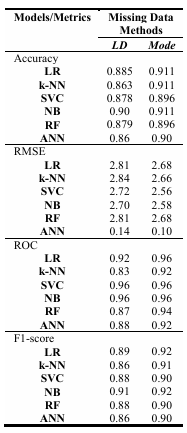 Models/Metrics Missing Data
Methods
LD Mode
Accuracy
LR 0.885 0.911
k-NN 0.863 0.911
SVC 0.878 0.896
NB 0.90 0.911
RF 0.879 0.896
ANN 0.86 0.90
RMSE
LR 2.81 2.68
k-NN 2.84 2.66
SVC 2.72 2.56
NB 2.70 2.58
RF 2.81 2.68
ANN 0.14 0.10
ROC
LR 0.92 0.96
k-NN 0.83 0.92
SVC 0.96 0.96
NB 0.96 0.96
RF 0.87 0.94
ANN 0.88 0.92
F1-score
LR 0.89 0.92
k-NN 0.86 0.91
SVC 0.88 0.90
NB 0.91 0.92
RF 0.88 0.90
ANN 0.86 0.90